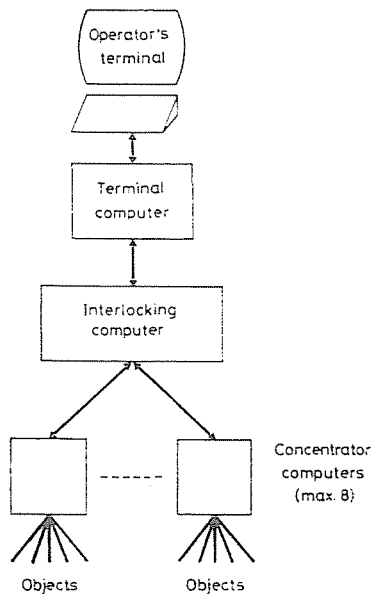 Operator's
terminal
Terminal
computer
Interlocking
computer
Concentrator
computers
(max. 8)
Objects
Objects